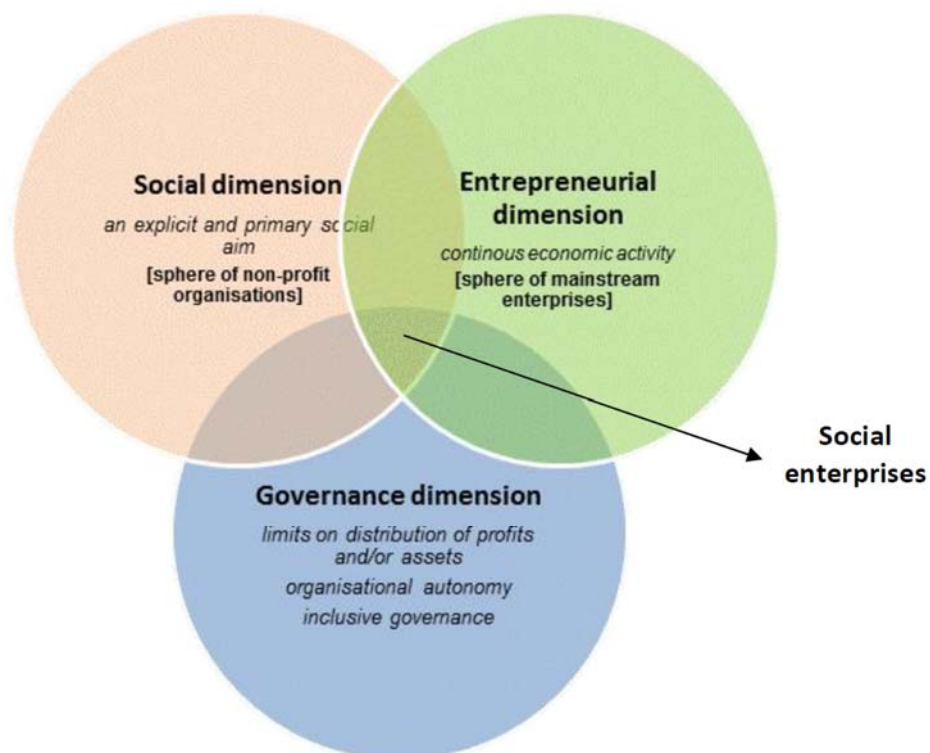 Social dimension
an explicit and primary social
aim
[sphere of non-profit
organisations]
Entrepreneurial
dimension
continous economic activity
[sphere of mainstream
enterprises]
Social
enterprises
Governance dimension
limits on distribution of profits
and/or assets
organisational autonomy
inclusive governance